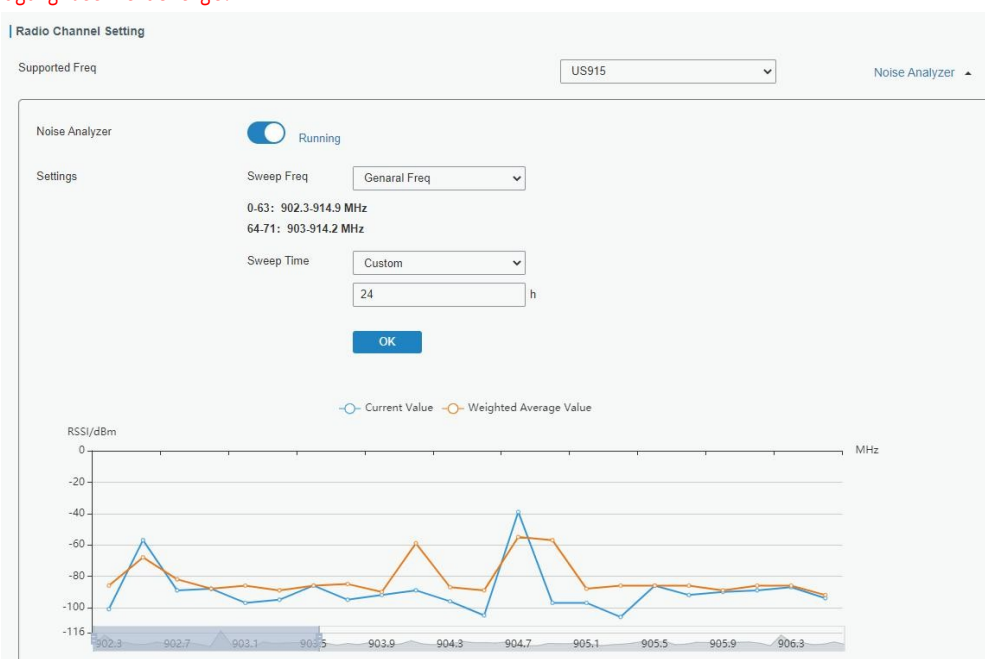 Radio Channel Setting
Supported Freq US915 Noise Analyzer
Noise Analyzer Running
Settings Sweep Freq Genaral Freq
0-63: 902.3-914.9 MHz
64-71: 903-914.2 MHz
Sweep Time Custom
24 h
OK
Current Value Weighted Average Value
RSSI/dBm
0 MHz
-20
-40
-60
-80
-100
-116
902.3 902.7 903.1 903.5 903.9 904.3 904.7 905.1 905.5 905.9 906.3